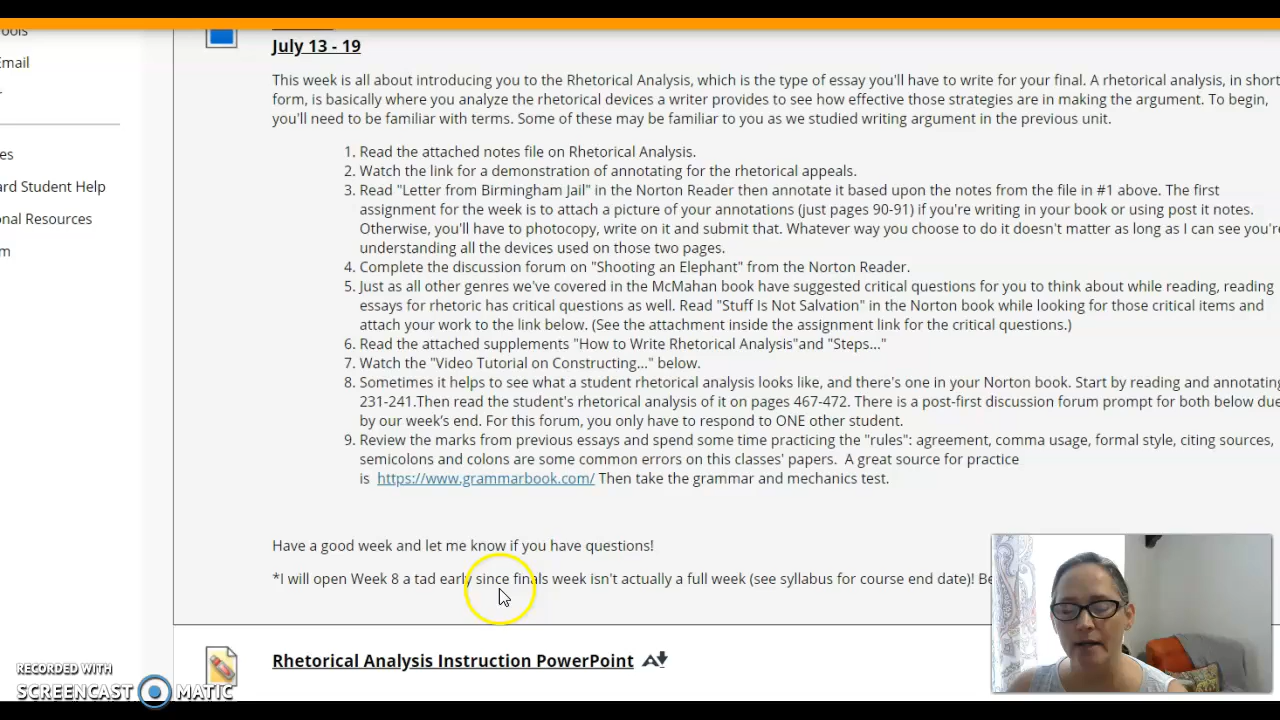 ools
Email
July 13 - 19
This week is all about introducing you to the Rhetorical Analysis, which is the type of essay you'll have to write for your final. A rhetorical analysis, in short
form, is basically where you analyze the rhetorical devices a writer provides to see how effective those strategies are in making the argument. To begin,
you'll need to be familiar with terms. Some of these may be familiar to you as we studied writing argument in the previous unit.
es
ard Student Help
onal Resources
m
1. Read the attached notes file on Rhetorical Analysis.
2. Watch the link for a demonstration of annotating for the rhetorical appeals.
3. Read "Letter from Birmingham Jail" in the Norton Reader then annotate it based upon the notes from the file in #1 above. The first
assignment for the week is to attach a picture of your annotations (just pages 90-91) if you're writing in your book or using post it notes.
Otherwise, you'll have to photocopy, write on it and submit that. Whatever way you choose to do it doesn't matter as long as I can see you're
understanding all the devices used on those two pages.
4. Complete the discussion forum on "Shooting an Elephant" from the Norton Reader.
5. Just as all other genres we've covered in the McMahan book have suggested critical questions for you to think about while reading, reading
essays for rhetoric has critical questions as well. Read "Stuff Is Not Salvation" in the Norton book while looking for those critical items and
attach your work to the link below. (See the attachment inside the assignment link for the critical questions.)
6. Read the attached supplements "How to Write Rhetorical Analysis"and "Steps..."
7. Watch the "Video Tutorial on Constructing..." below.
8. Sometimes it helps to see what a student rhetorical analysis looks like, and there's one in your Norton book. Start by reading and annotating
231-241.Then read the student's rhetorical analysis of it on pages 467-472. There is a post-first discussion forum prompt for both below due
by our week's end. For this forum, you only have to respond to ONE other student.
9. Review the marks from previous essays and spend some time practicing the "rules": agreement, comma usage, formal style, citing sources,
semicolons and colons are some common errors on this classes' papers.  A great source for practice
is  https://www.grammarbook.com/ Then take the grammar and mechanics test.
Have a good week and let me know if you have questions!
*I will open Week 8 a tad early since finals week isn't actually a full week (see syllabus for course end date)! Be
Rhetorical Analysis Instruction PowerPoint
RECORDED WITH
SCREENCAST MATIC